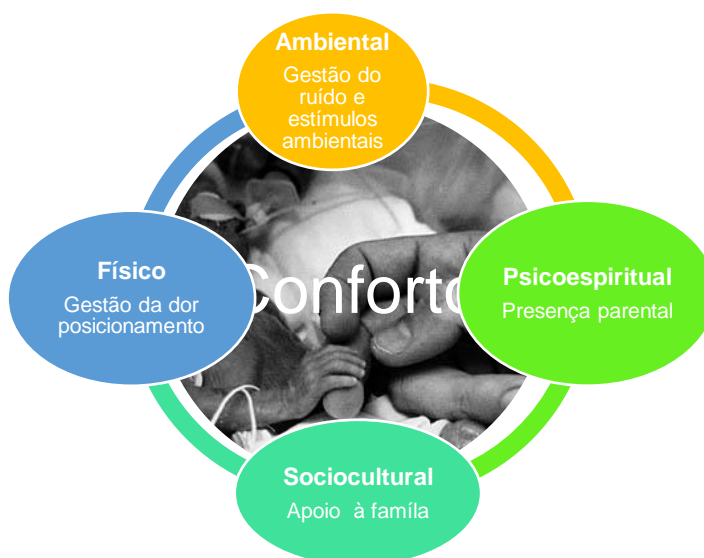 Ambiental
Gestão do
ruído e
estímulos
ambientais
Físico
Gestão da dor
posicionamento
Conforto
Psicoespiritual
Presença parental
Sociocultural
Apoio à famíla